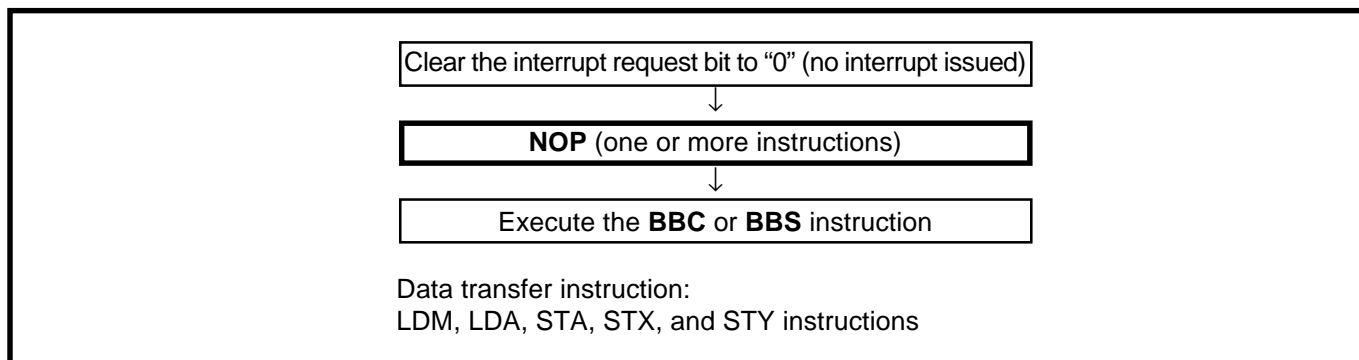 Clear the interrupt request bit to “0” (no interrupt issued)
↓
NOP (one or more instructions)
↓
Execute the BBC or BBS instruction
Data transfer instruction:
LDM, LDA, STA, STX, and STY instructions